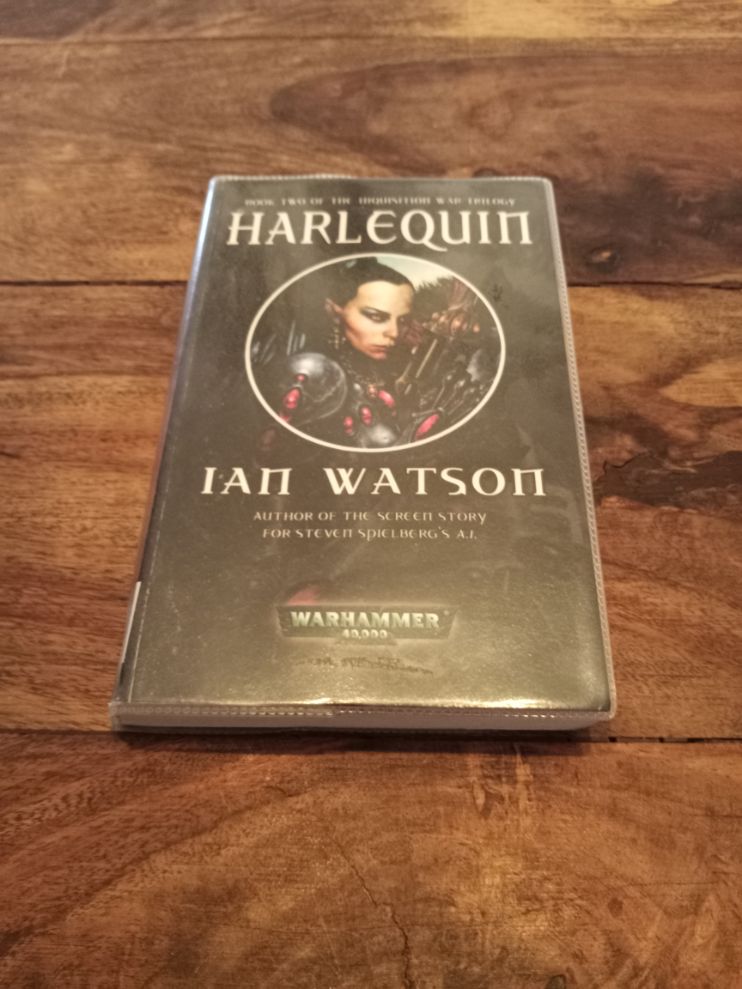 BOOK TWO OF THE INQUISITION WAR TRILOGY
HARLEQUIN
IAN WATSON
AUTHOR OF THE SCREEN STORY
FOR STEVEN SPIELBERG'S A.I.
WARHAMMER
40,000